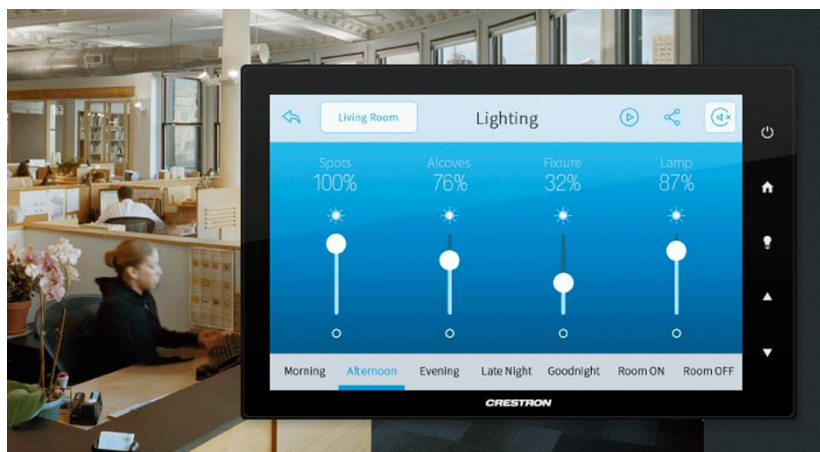 Living Room
Lighting
Spots
Alcoves
Fixture
Lamp
100%
76%
32%
87%
Morning
Afternoon
Evening
Late Night
Goodnight
Room ON
Room OFF
CRESTRON